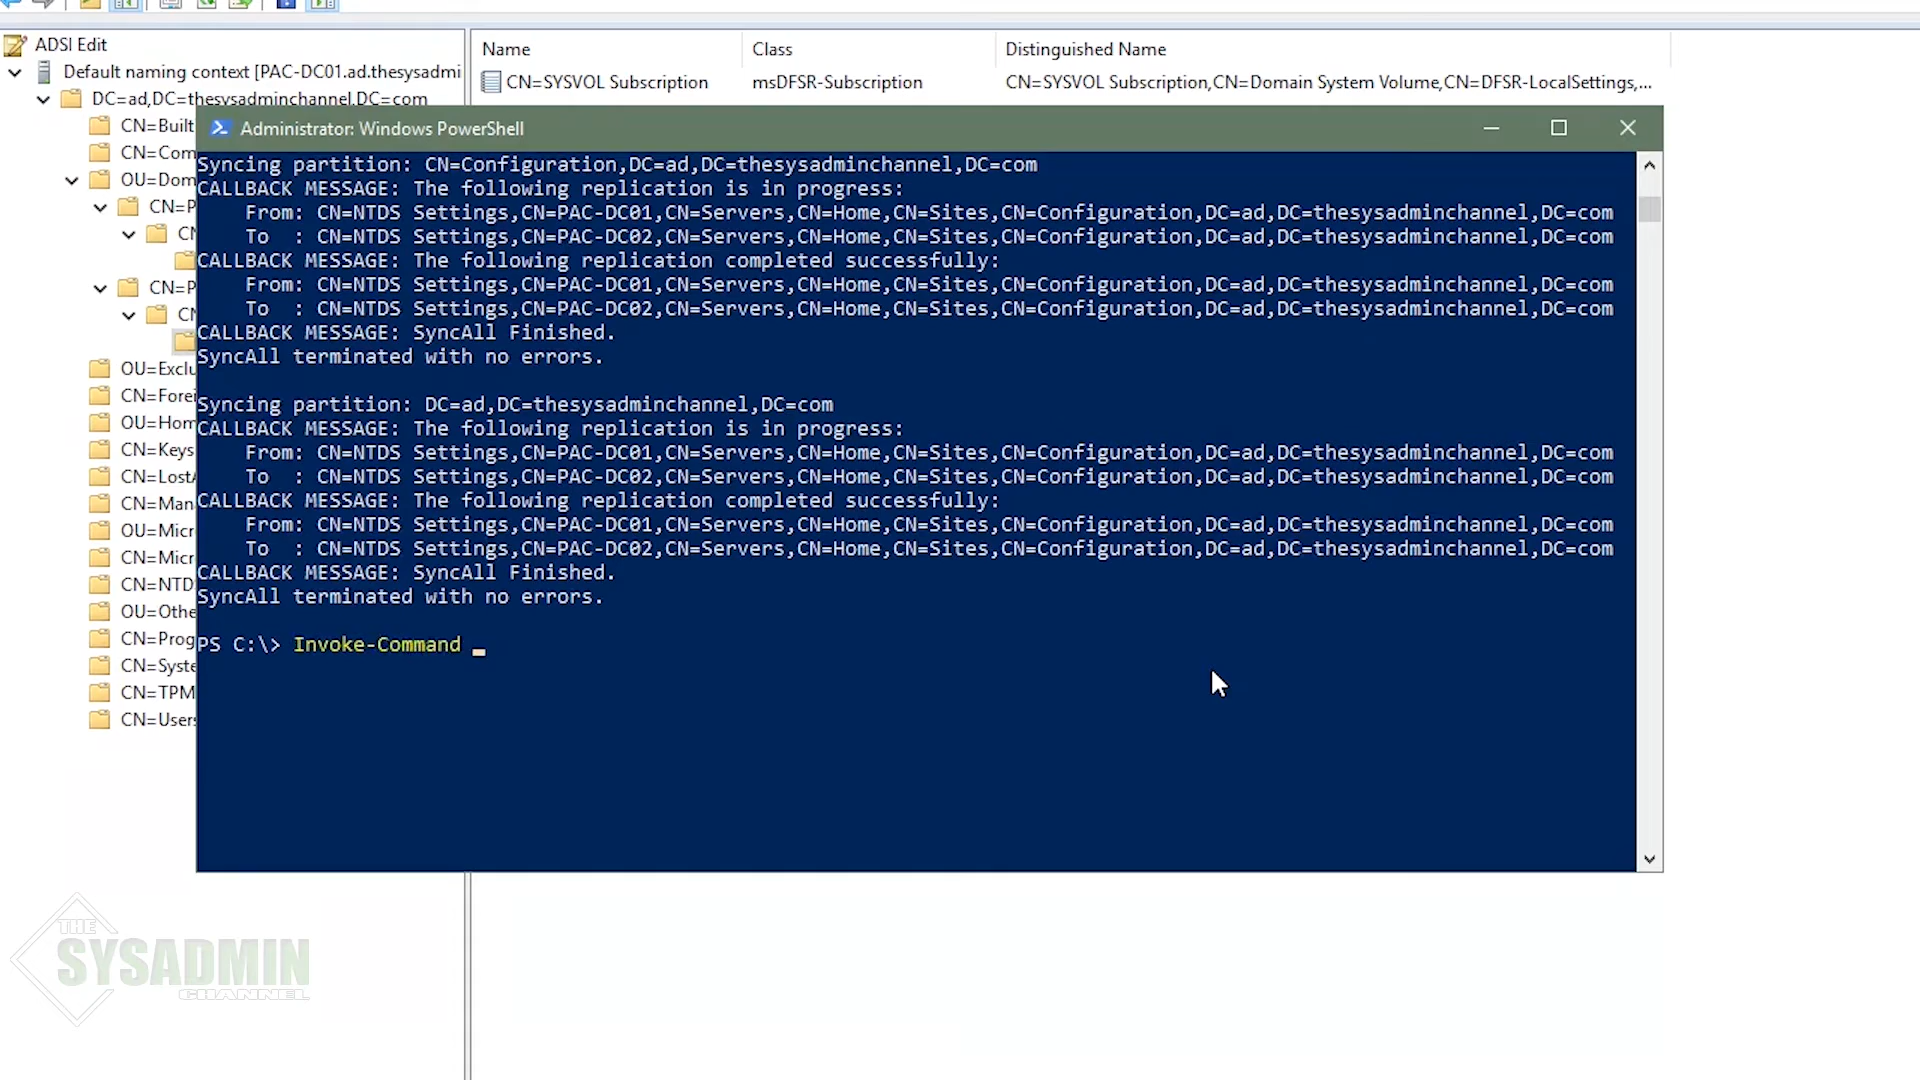 ADSI Edit
Default naming context [PAC-DC01.ad.thesysadmi
DC=ad,DC=thesysadminchannel,DC=com
CN=Built
CN=Com
OU=Dom
CN=P
CN
CN=P
CN
OU=Exclu
CN=Forei
OU=Hom
CN=Keys
CN=LostA
CN=Man
OU=Micr
CN=Micr
CN=NTD
OU=Othe
CN=Prog
CN=Syste
CN=TPM
CN=Users
Name Class Distinguished Name
CN=SYSVOL Subscription msDFSR-Subscription CN=SYSVOL Subscription,CN=Domain System Volume,CN=DFSR-LocalSettings,...
Administrator: Windows PowerShell
Syncing partition: CN=Configuration,DC=ad,DC=thesysadminchannel,DC=com
CALLBACK MESSAGE: The following replication is in progress:
From: CN=NTDS Settings,CN=PAC-DC01,CN=Servers,CN=Home,CN=Sites,CN=Configuration,DC=ad,DC=thesysadminchannel,DC=com
To : CN=NTDS Settings,CN=PAC-DC02,CN=Servers,CN=Home,CN=Sites,CN=Configuration,DC=ad,DC=thesysadminchannel,DC=com
CALLBACK MESSAGE: The following replication completed successfully:
From: CN=NTDS Settings,CN=PAC-DC01,CN=Servers,CN=Home,CN=Sites,CN=Configuration,DC=ad,DC=thesysadminchannel,DC=com
To : CN=NTDS Settings,CN=PAC-DC02,CN=Servers,CN=Home,CN=Sites,CN=Configuration,DC=ad,DC=thesysadminchannel,DC=com
CALLBACK MESSAGE: SyncAll Finished.
SyncAll terminated with no errors.
Syncing partition: DC=ad,DC=thesysadminchannel,DC=com
CALLBACK MESSAGE: The following replication is in progress:
From: CN=NTDS Settings,CN=PAC-DC01,CN=Servers,CN=Home,CN=Sites,CN=Configuration,DC=ad,DC=thesysadminchannel,DC=com
To : CN=NTDS Settings,CN=PAC-DC02,CN=Servers,CN=Home,CN=Sites,CN=Configuration,DC=ad,DC=thesysadminchannel,DC=com
CALLBACK MESSAGE: The following replication completed successfully:
From: CN=NTDS Settings,CN=PAC-DC01,CN=Servers,CN=Home,CN=Sites,CN=Configuration,DC=ad,DC=thesysadminchannel,DC=com
To : CN=NTDS Settings,CN=PAC-DC02,CN=Servers,CN=Home,CN=Sites,CN=Configuration,DC=ad,DC=thesysadminchannel,DC=com
CALLBACK MESSAGE: SyncAll Finished.
SyncAll terminated with no errors.
PS C:\> Invoke-Command _
THE
SYSADMIN
CHANNEL